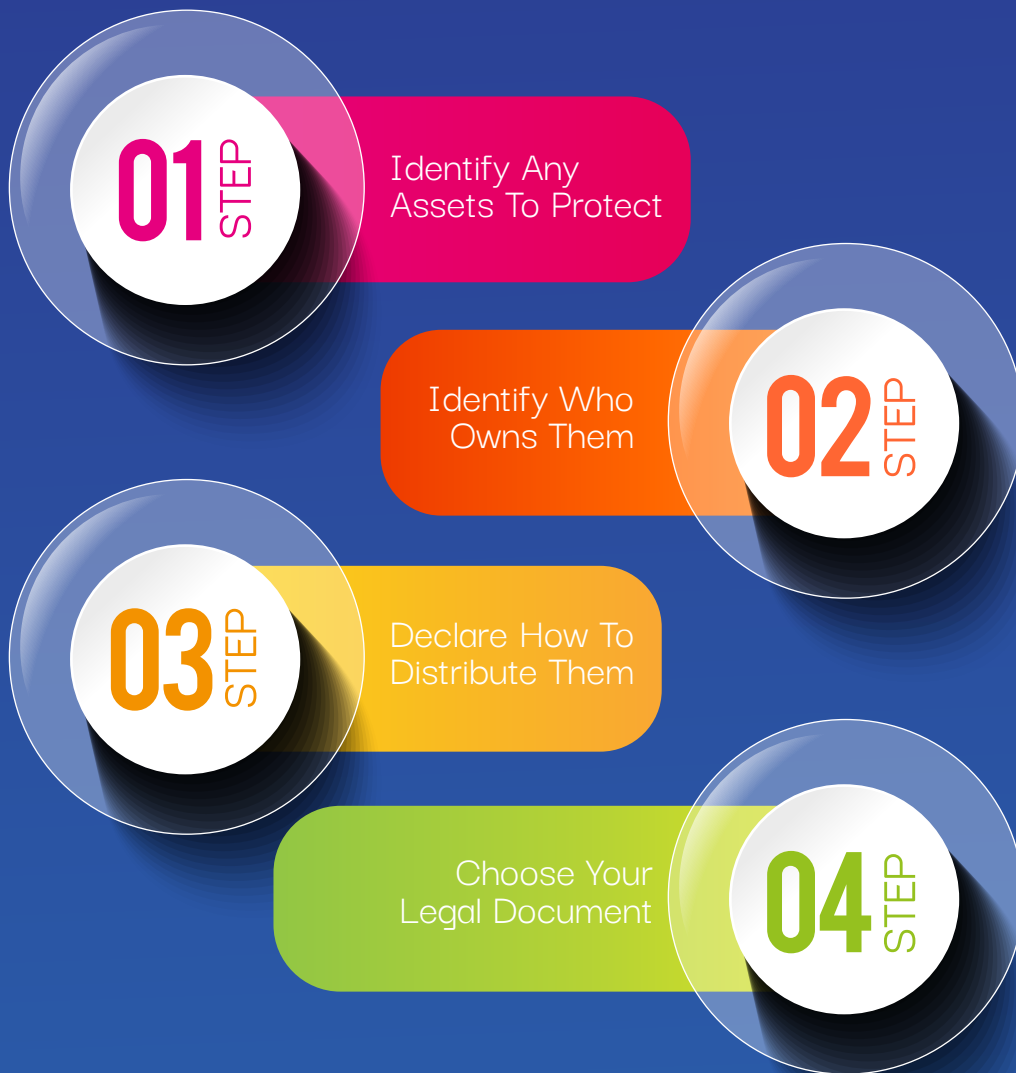 01 STEP
Identify Any
Assets To Protect
02 STEP
Identify Who
Owns Them
03 STEP
Declare How To
Distribute Them
04 STEP
Choose Your
Legal Document